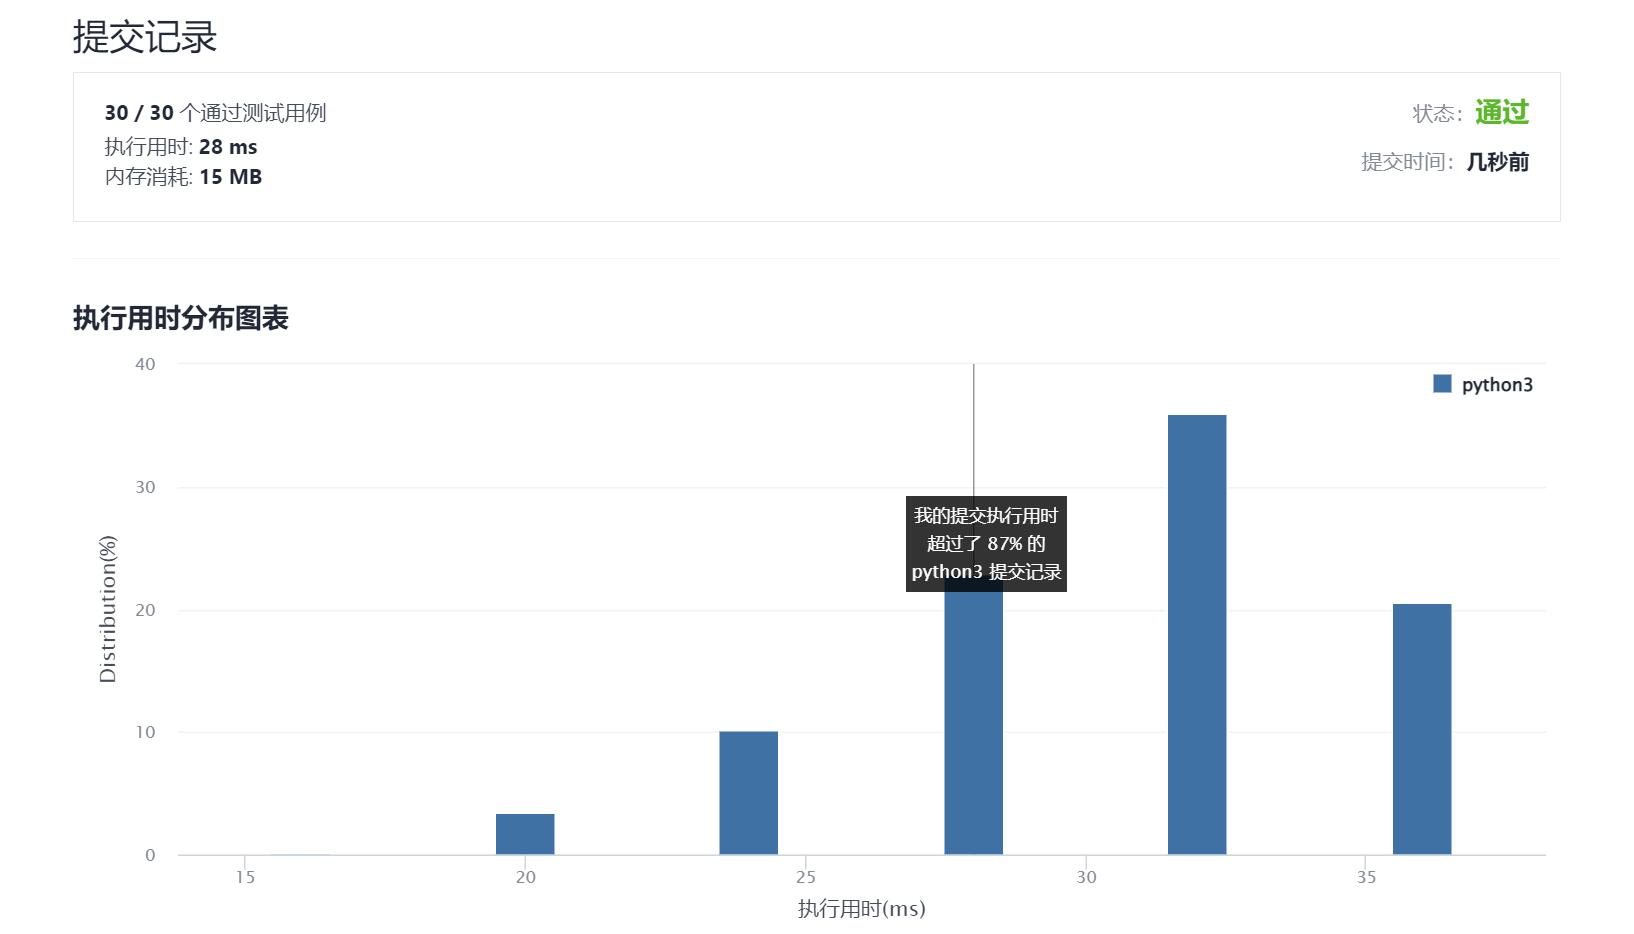 提交记录
30 / 30 个通过测试用例
状态：通过
执行用时: 28 ms
提交时间：几秒前
内存消耗: 15 MB
执行用时分布图表
40
python3
30
我的提交执行用时
超过了 87% 的
python3 提交记录
Distribution(%)
20
10
0
15 20 25 30 35
执行用时(ms)